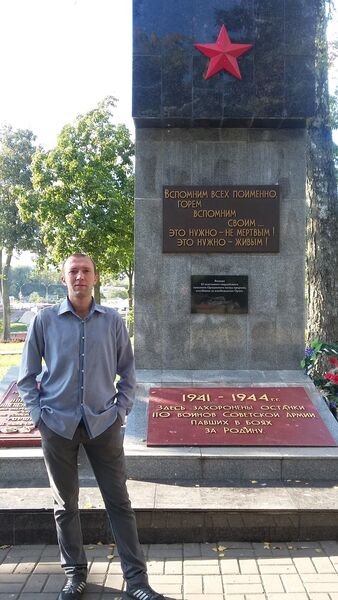 Вспомним всех поименно
горем
вспомним
своим ...
это нужно – не мертвым!
это нужно – живым!
1941 - 1944 г.г.
Здесь захоронены останки
110 воинов Советской Армии
павших в боях
за Родину